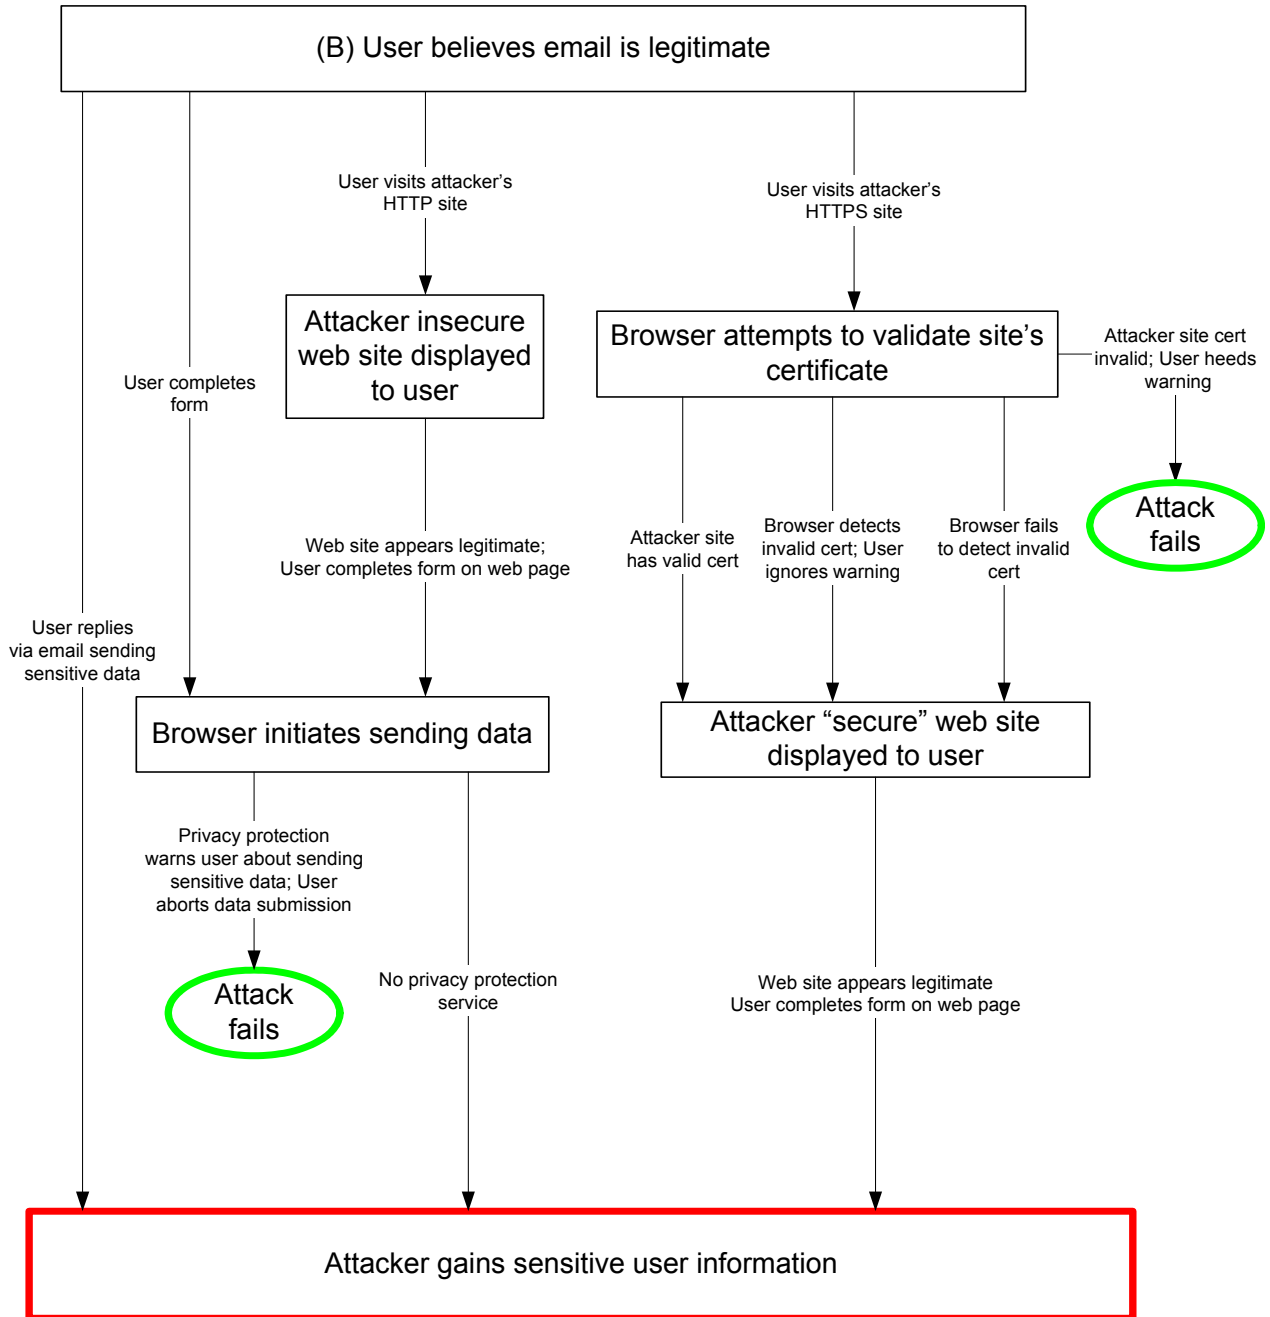 (B) User believes email is legitimate
User visits attacker’s
HTTP site
User visits attacker’s
HTTPS site
Attacker insecure
web site displayed
to user
Browser attempts to validate site’s
certificate
Attacker site cert
invalid; User heeds
warning
User completes
form
Attack
fails
Web site appears legitimate;
User completes form on web page
Attacker site
has valid cert
Browser detects
invalid cert; User
ignores warning
Browser fails
to detect invalid
cert
User replies
via email sending
sensitive data
Browser initiates sending data
Attacker “secure” web site
displayed to user
Privacy protection
warns user about sending
sensitive data; User
aborts data submission
Attack
fails
No privacy protection
service
Web site appears legitimate
User completes form on web page
Attacker gains sensitive user information